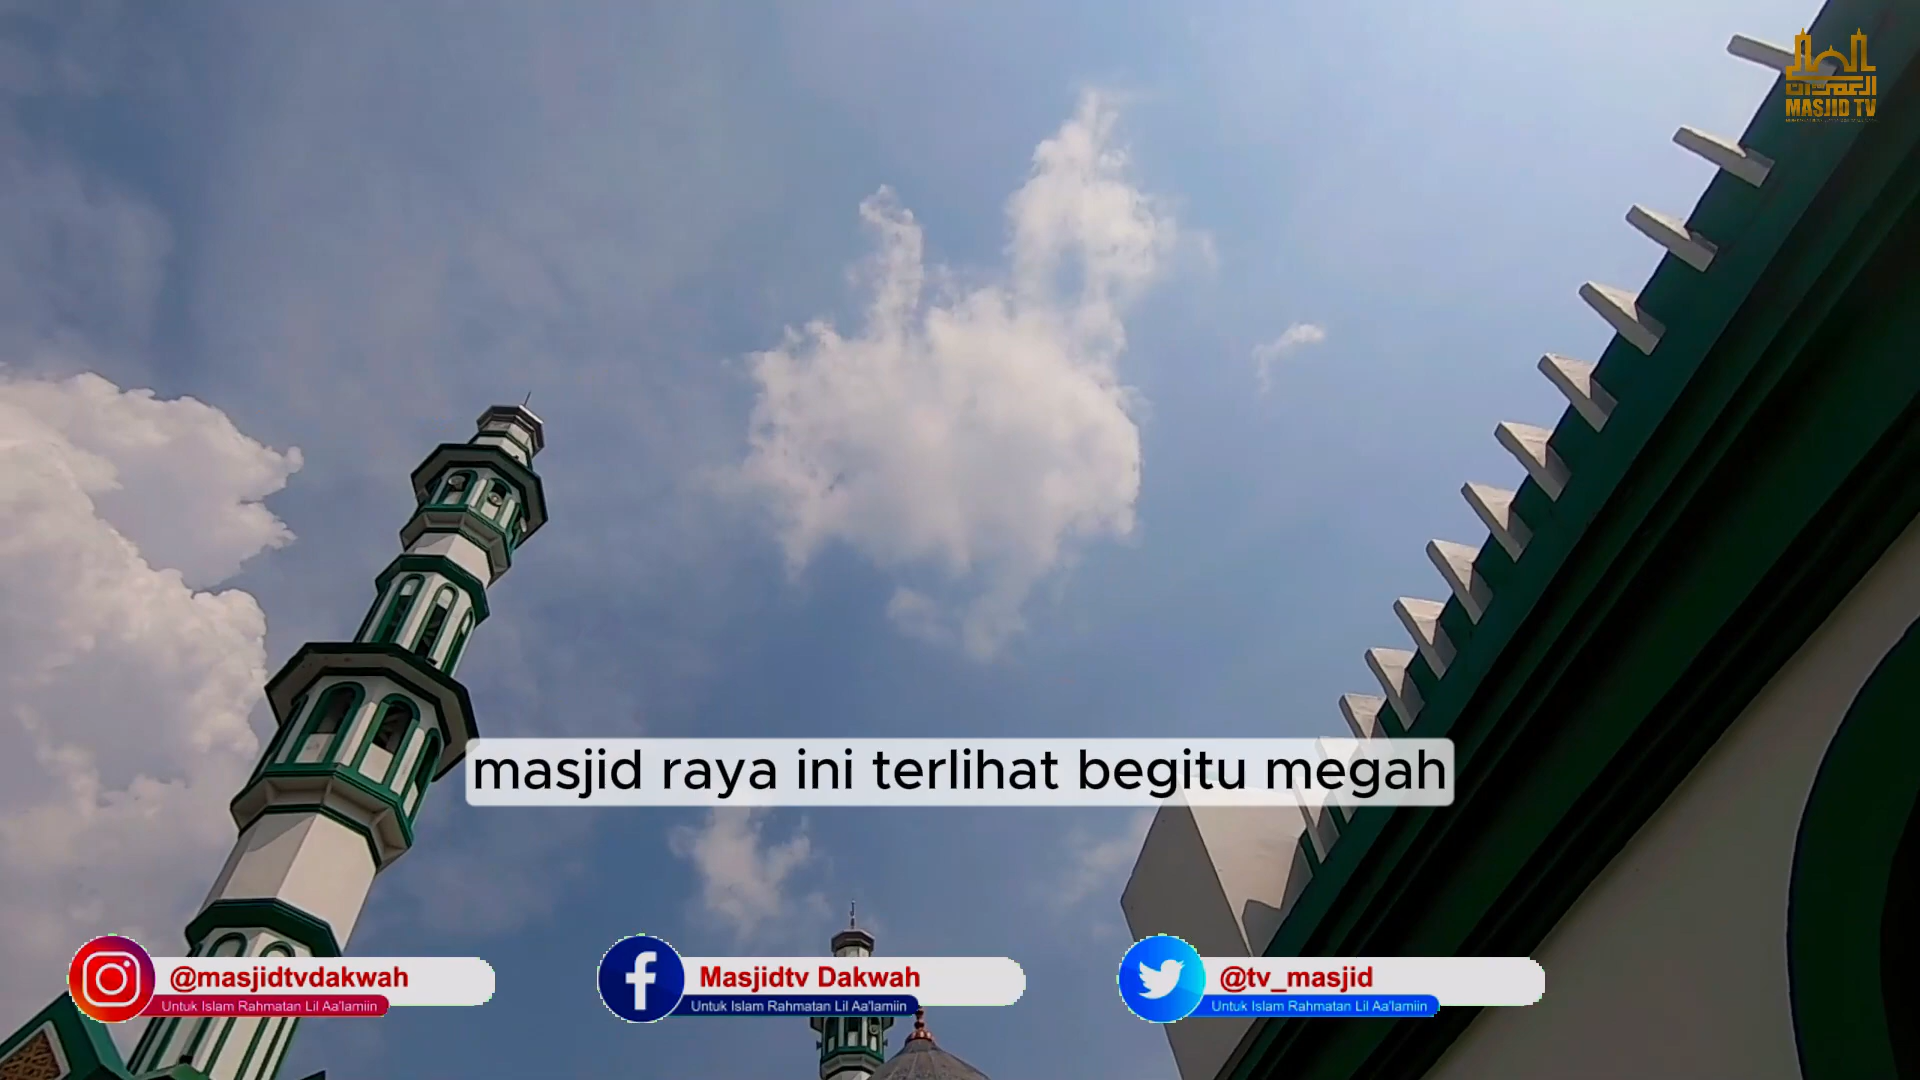 العمدان
MASJID TV
masjid raya ini terlihat begitu megah
@masjidtvdakwah
Untuk Islam Rahmatan Lil Aa'lamiin
Masjidtv Dakwah
Untuk Islam Rahmatan Lil Aa'lamiin
@tv_masjid
Untuk Islam Rahmatan Lil Aa'lamiin